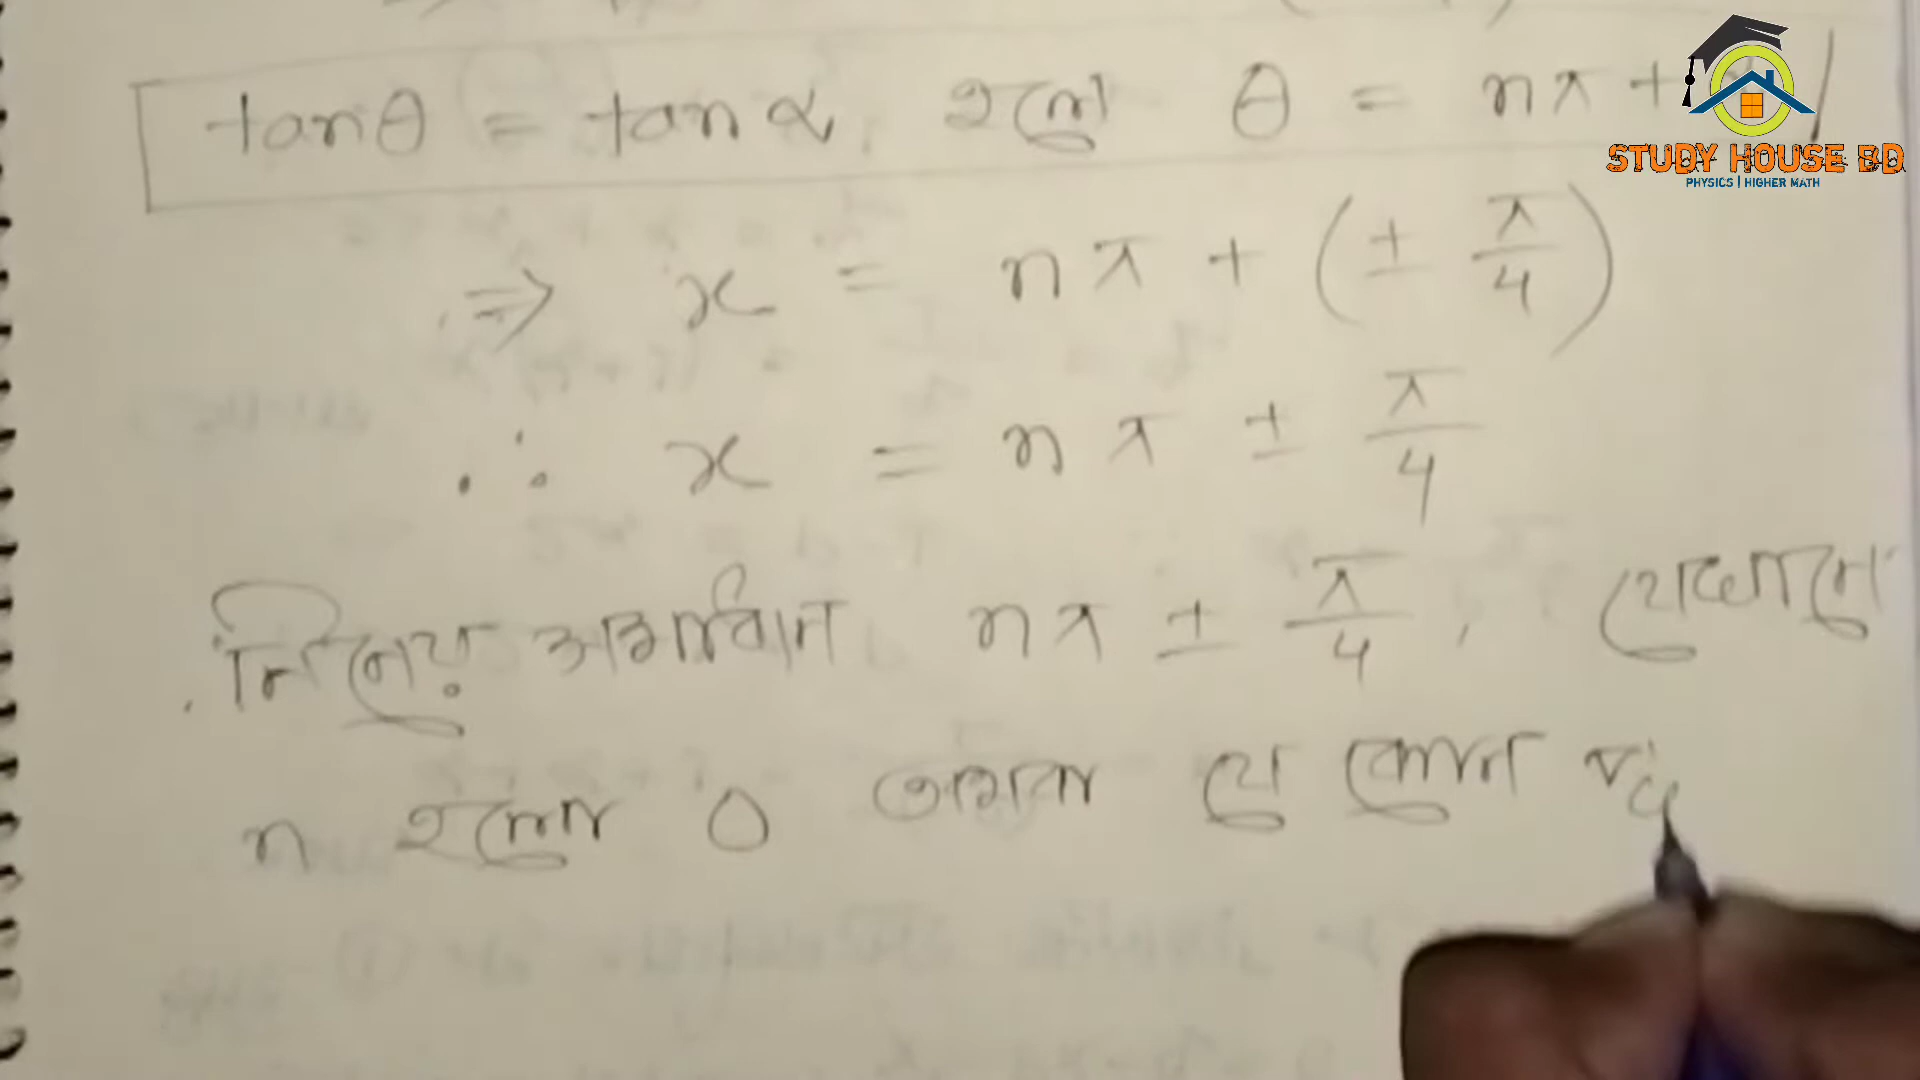 tanθ = tanα, হলে θ = nπ +
STUDY HOUSE BD
PHYSICS | HIGHER MATH
⇒ x = nπ + (± π/4)
∴ x = nπ ± π/4
নির্ণেয় সমাধান nπ ± π/4, যেখানে
n হলো 0 অথবা যে কোন